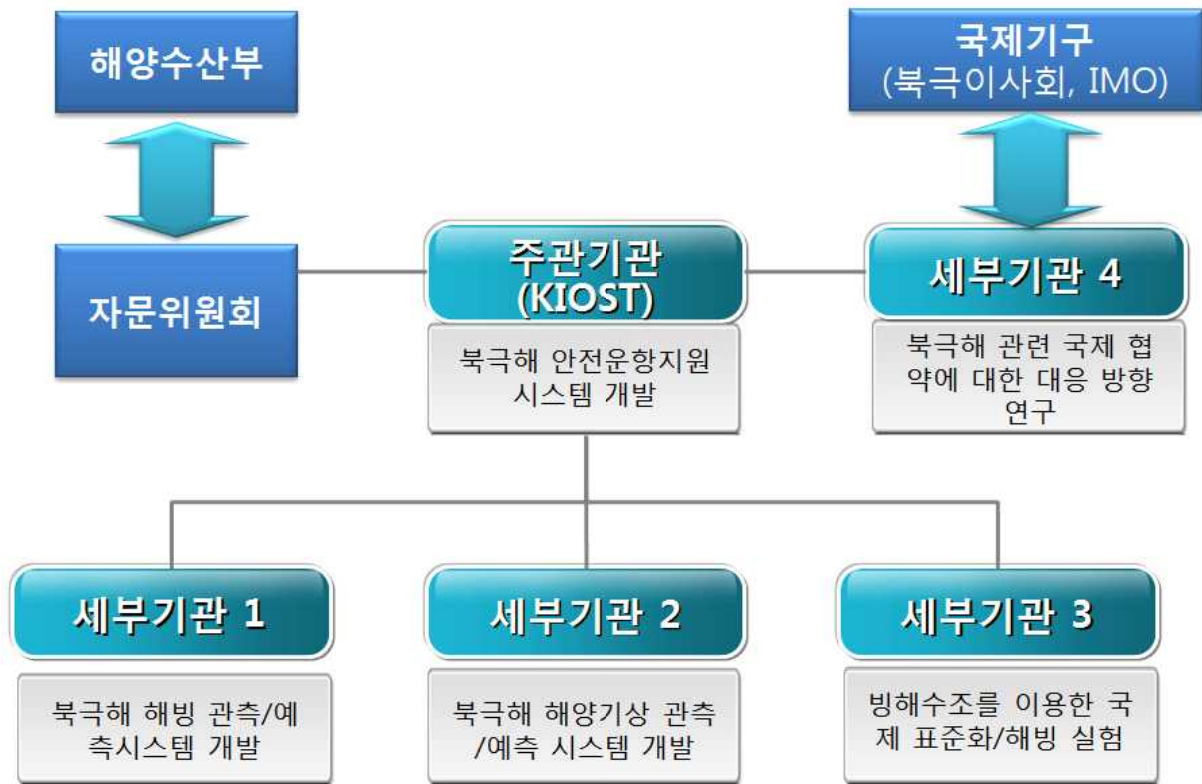 해양수산부
국제기구
(북극이사회, IMO)
자문위원회
주관기관
(KIOST)
북극해 안전운항지원
시스템 개발
세부기관 4
북극해 관련 국제 협
약에 대한 대응 방향
연구
세부기관 1
북극해 해빙 관측/예
측시스템 개발
세부기관 2
북극해 해양기상 관측
/예측 시스템 개발
세부기관 3
빙해수조를 이용한 국
제 표준화/해빙 실험